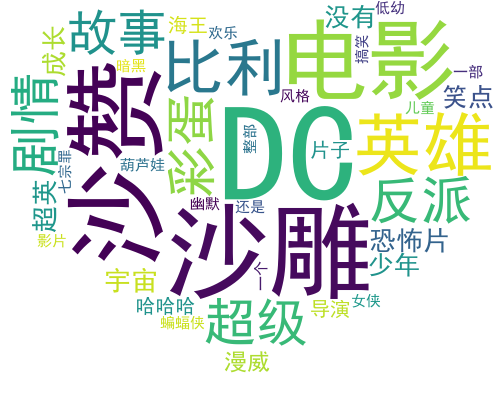 低幼
没有
海王
故事
欢乐
搞笑
电影
成长
暗黑
比利
一部
沙赞
笑点
剧情
彩蛋
风格
儿童
DC
英雄
整部
片子
七宗罪
葫芦娃
超英
幽默
还是
反派
影片
恐怖片
少年
沙雕
宇宙
一个
哈哈哈
超级
导演
女侠
蝙蝠侠
漫威